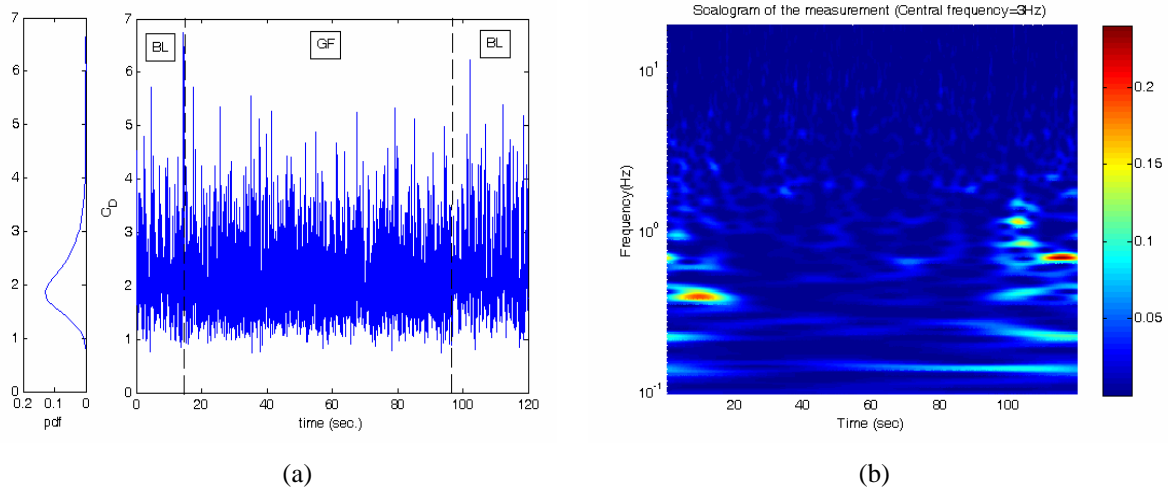 7
6
5
4
3
2
1
0
0.2 0.1 0
pdf
C_D
7
6
5
4
3
2
1
0
BL
GF
BL
0 20 40 60 80 100 120
time (sec.)
(a)
Scalogram of the measurement (Central frequency=3Hz)
Frequency(Hz)
10^1
10^0
10^-1
20 40 60 80 100
Time (sec)
0.2
0.15
0.1
0.05
(b)